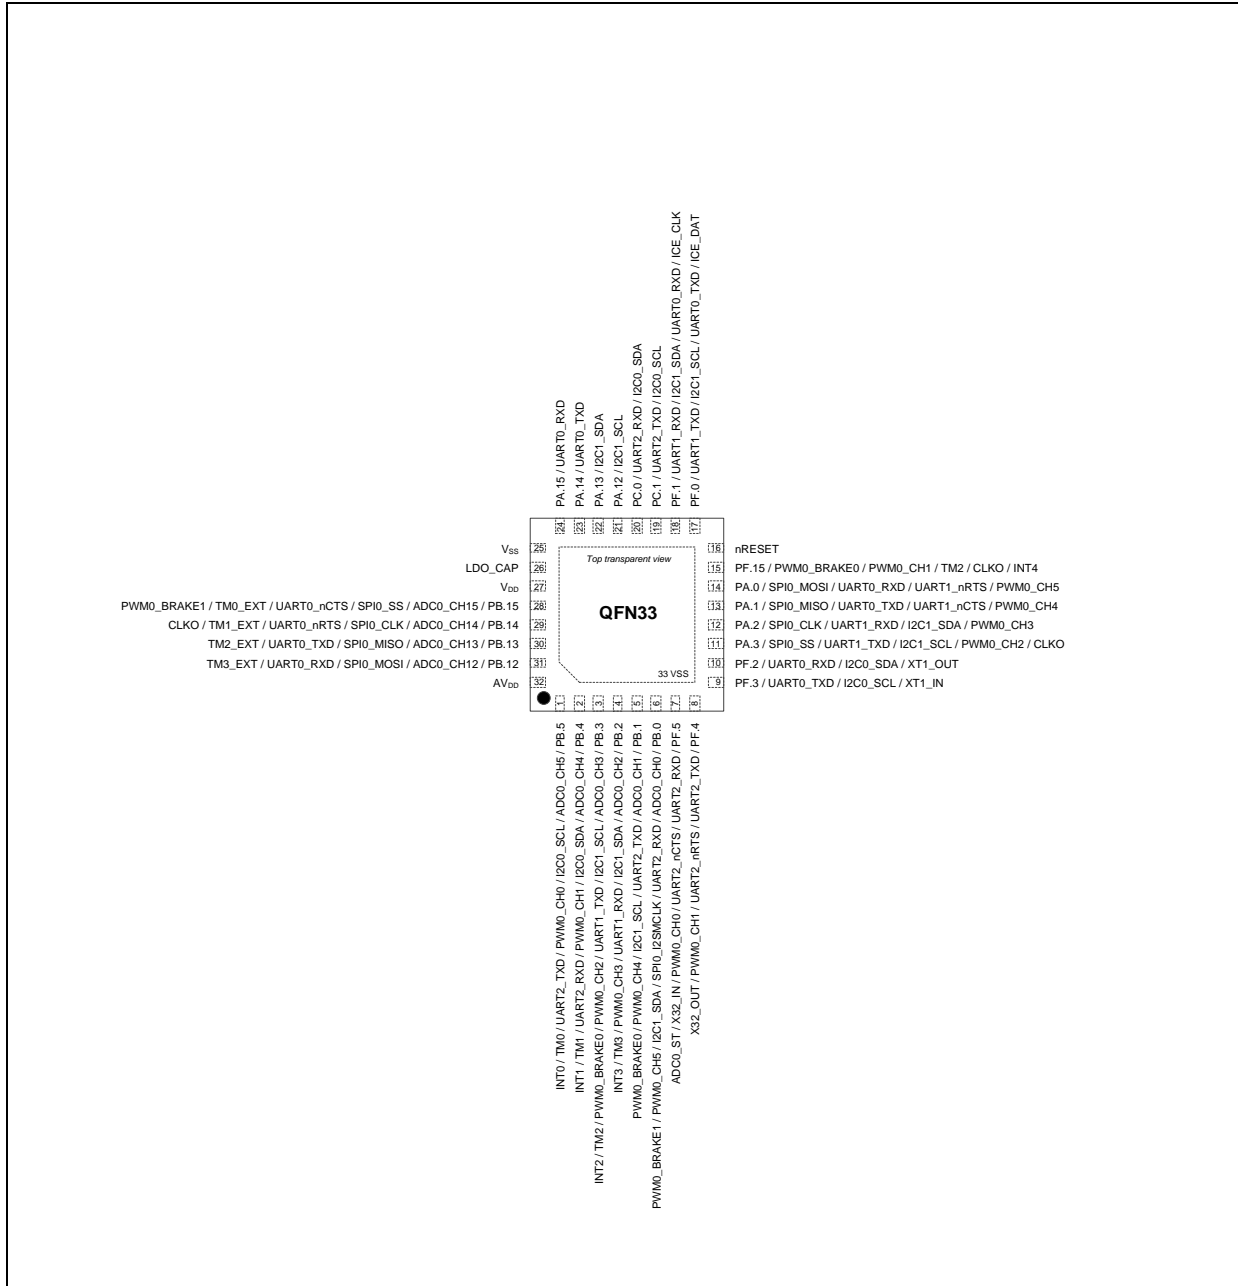 PA.15 / UART0_RXD
PA.14 / UART0_TXD
PA.13 / I2C1_SDA
PA.12 / I2C1_SCL
PC.0 / UART2_RXD / I2C0_SDA
PC.1 / UART2_TXD / I2C0_SCL
PF.1 / UART1_RXD / I2C1_SDA / UART0_RXD / ICE_CLK
PF.0 / UART1_TXD / I2C1_SCL / UART0_TXD / ICE_DAT
24 23 22 21 20 19 18 17
VSS 25
LDO_CAP 26
VDD 27
PWM0_BRAKE1 / TM0_EXT / UART0_nCTS / SPI0_SS / ADC0_CH15 / PB.15 28
CLKO / TM1_EXT / UART0_nRTS / SPI0_CLK / ADC0_CH14 / PB.14 29
TM2_EXT / UART0_TXD / SPI0_MISO / ADC0_CH13 / PB.13 30
TM3_EXT / UART0_RXD / SPI0_MOSI / ADC0_CH12 / PB.12 31
AVDD 32
Top transparent view
QFN33
33 VSS
16 nRESET
15 PF.15 / PWM0_BRAKE0 / PWM0_CH1 / TM2 / CLKO / INT4
14 PA.0 / SPI0_MOSI / UART0_RXD / UART1_nRTS / PWM0_CH5
13 PA.1 / SPI0_MISO / UART0_TXD / UART1_nCTS / PWM0_CH4
12 PA.2 / SPI0_CLK / UART1_RXD / I2C1_SDA / PWM0_CH3
11 PA.3 / SPI0_SS / UART1_TXD / I2C1_SCL / PWM0_CH2 / CLKO
10 PF.2 / UART0_RXD / I2C0_SDA / XT1_OUT
9 PF.3 / UART0_TXD / I2C0_SCL / XT1_IN
1 2 3 4 5 6 7 8
INT0 / TM0 / UART2_TXD / PWM0_CH0 / I2C0_SCL / ADC0_CH5 / PB.5
INT1 / TM1 / UART2_RXD / PWM0_CH1 / I2C0_SDA / ADC0_CH4 / PB.4
INT2 / TM2 / PWM0_BRAKE0 / PWM0_CH2 / UART1_TXD / I2C1_SCL / ADC0_CH3 / PB.3
INT3 / TM3 / PWM0_CH3 / UART1_RXD / I2C1_SDA / ADC0_CH2 / PB.2
PWM0_BRAKE0 / PWM0_CH4 / I2C1_SCL / UART2_TXD / ADC0_CH1 / PB.1
PWM0_BRAKE1 / PWM0_CH5 / I2C1_SDA / SPI0_I2SMCLK / UART2_RXD / ADC0_CH0 / PB.0
ADC0_ST / X32_IN / PWM0_CH0 / UART2_nCTS / UART2_RXD / PF.5
X32_OUT / PWM0_CH1 / UART2_nRTS / UART2_TXD / PF.4